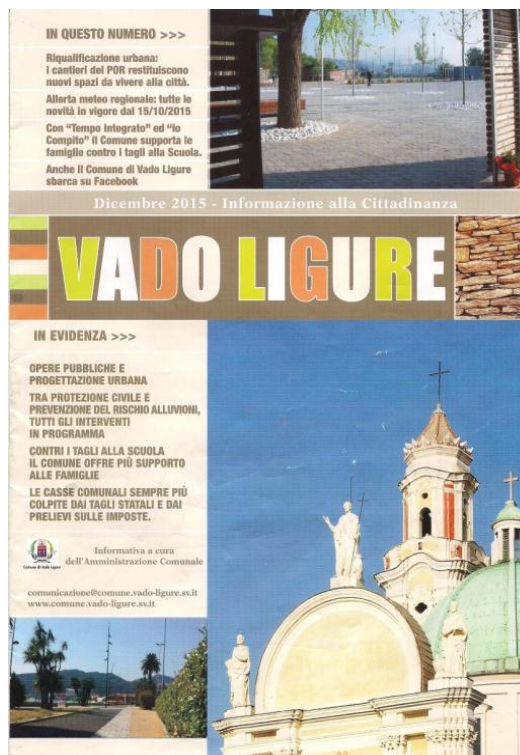 IN QUESTO NUMERO >>>
Riqualificazione urbana:
i cantieri del POR restituiscono
nuovi spazi da vivere alla città.
Allerta meteo regionale: tutte le
novità in vigore dal 15/10/2015
Con “Tempo Integrato” ed “Io
Compito” il Comune supporta le
famiglie contro i tagli alla Scuola.
Anche il Comune di Vado Ligure
sbarca su Facebook
Dicembre 2015 - Informazione alla Cittadinanza
VADO LIGURE
IN EVIDENZA >>>
OPERE PUBBLICHE E
PROGETTAZIONE URBANA
TRA PROTEZIONE CIVILE E
PREVENZIONE DEL RISCHIO ALLUVIONI,
TUTTI GLI INTERVENTI
IN PROGRAMMA
CONTRI I TAGLI ALLA SCUOLA
IL COMUNE OFFRE PIÙ SUPPORTO
ALLE FAMIGLIE
LE CASSE COMUNALI SEMPRE PIÙ
COLPITE DAI TAGLI STATALI E DAI
PRELIEVI SULLE IMPOSTE.
Comune di Vado Ligure
Informativa a cura
dell'Amministrazione Comunale
comunicazione@comune.vado-ligure.sv.it
www.comune.vado-ligure.sv.it